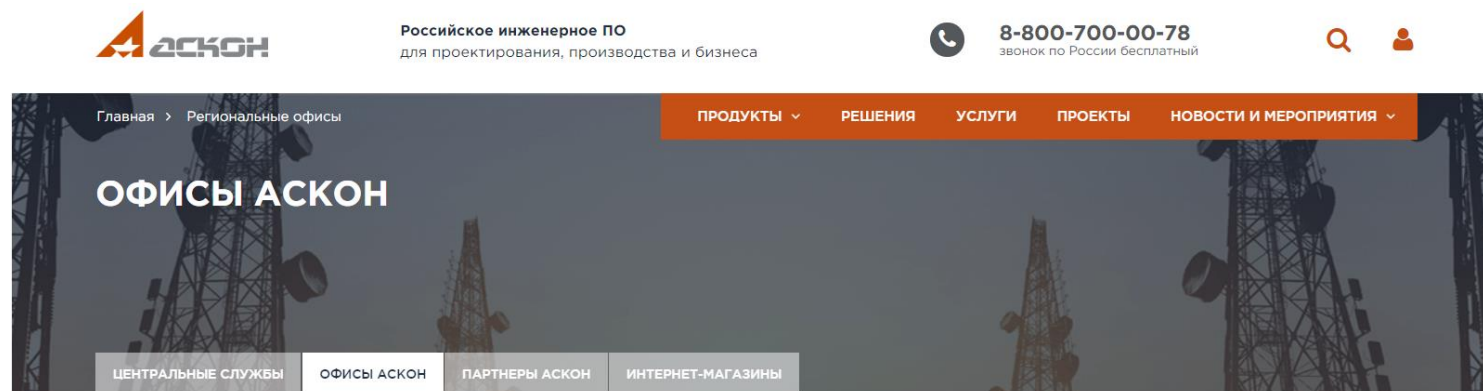 аскон
Российское инженерное ПО
для проектирования, производства и бизнеса
8-800-700-00-78
звонок по России бесплатный
Главная > Региональные офисы
ПРОДУКТЫ
РЕШЕНИЯ
УСЛУГИ
ПРОЕКТЫ
НОВОСТИ И МЕРОПРИЯТИЯ
ОФИСЫ АСКОН
ЦЕНТРАЛЬНЫЕ СЛУЖБЫ
ОФИСЫ АСКОН
ПАРТНЕРЫ АСКОН
ИНТЕРНЕТ-МАГАЗИНЫ